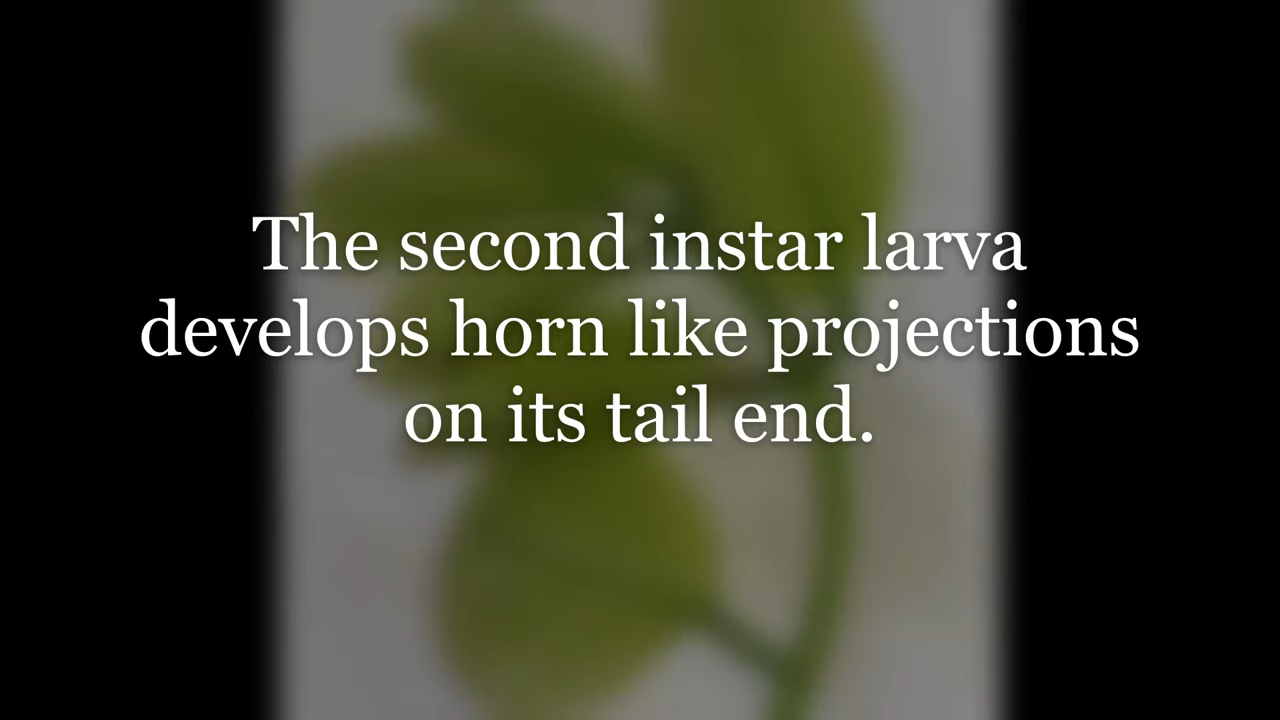 The second instar larva
develops horn like projections
on its tail end.